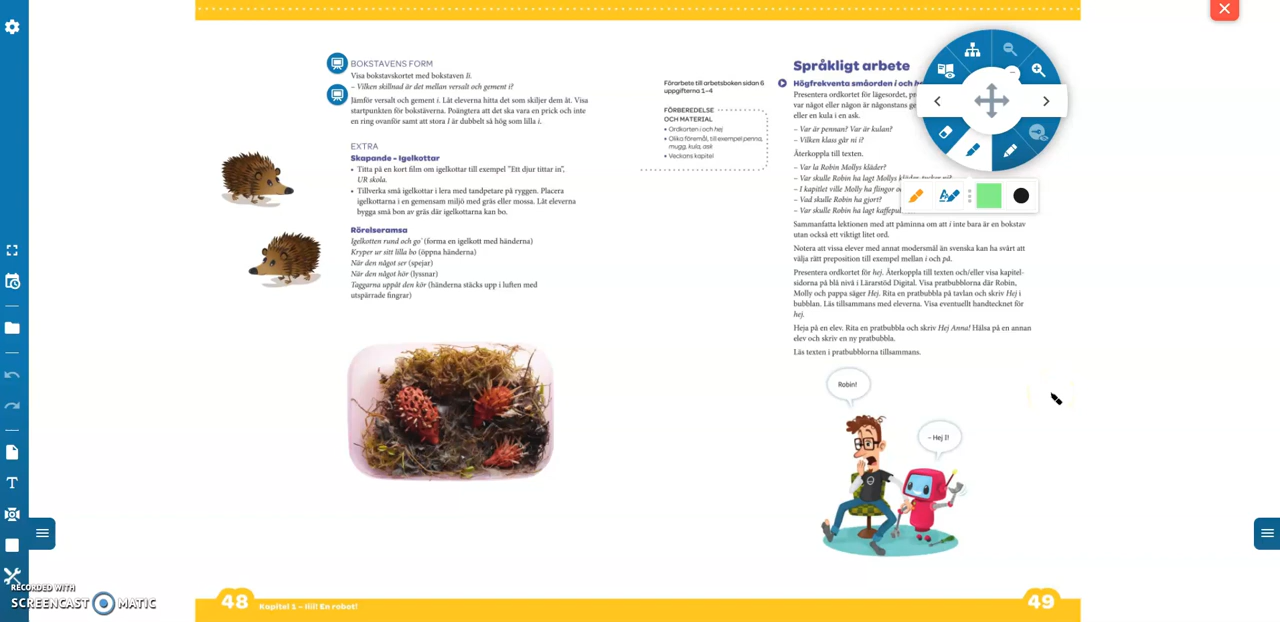 BOKSTAVENS FORM
Visa bokstavskortet med bokstaven Ii.
– Vilken skillnad är det mellan versalt och gement i?
Jämför versalt och gement i. Låt eleverna hitta det som skiljer dem åt. Visa
startpunkten för bokstäverna. Poängtera att det ska vara en prick och inte
en ring ovanför samt att stora I är dubbelt så hög som lilla i.
EXTRA
Skapande – igelkottar
• Titta på en kort film om igelkottar till exempel ”Ett djur tittar in”,
UR skola.
• Tillverka små igelkottar i lera med tandpetare på ryggen. Placera
igelkottarna i en gemensam miljö med gräs eller mossa. Låt eleverna
bygga små bon av gräs där igelkottarna kan bo.
Rörelseramsa
Igelkotten rund och go’ (forma en igelkott med händerna)
Kryper ur sitt lilla bo (öppna händerna)
När den något ser (spejar)
När den något hör (lyssnar)
Taggarna uppåt den kör (händerna stäcks upp i luften med
utspärrade fingrar)
48 Kapitel 1 – Iiii! En robot!
Förarbete till arbetsboken sidan 6
uppgifterna 1–4
FÖRBEREDELSE
OCH MATERIAL
• Ordkorten i och hej
• Olika föremål, till exempel penna,
mugg, kula, ask
• Veckans kapitel
Språkligt arbete
Högfrekventa småorden i och
Presentera ordkortet för lägesordet,
var något eller någon är någonstans
eller en kula i en ask.
– Var är pennan? Var är kulan?
– Vilken klass går ni i?
Återkoppla till texten.
– Var la Robin Mollys kläder?
– Var skulle Robin ha lagt Mollys kläder, tycker ni?
– I kapitlet ville Molly ha flingor
– Vad skulle Robin ha gjort?
– Var skulle Robin ha lagt
Sammanfatta lektionen med att påminna om att i inte bara är en bokstav
utan också ett viktigt litet ord.
Notera att vissa elever med annat modersmål än svenska kan ha svårt att
välja rätt preposition till exempel mellan i och på.
Presentera ordkortet för hej. Återkoppla till texten och/eller visa kapitel-
sidorna på blå nivå i Lärarstöd Digital. Visa pratbubblorna där Robin,
Molly och pappa säger Hej. Rita en pratbubbla på tavlan och skriv Hej i
bubblan. Läs tillsammans med eleverna. Visa eventuellt handtecknet för
hej.
Heja på en elev. Rita en pratbubbla och skriv Hej Anna! Hälsa på en annan
elev och skriv en ny pratbubbla.
Läs texten i pratbubblorna tillsammans.
Robin!
– Hej I!
49
T
RECORDED WITH
SCREENCAST MATIC